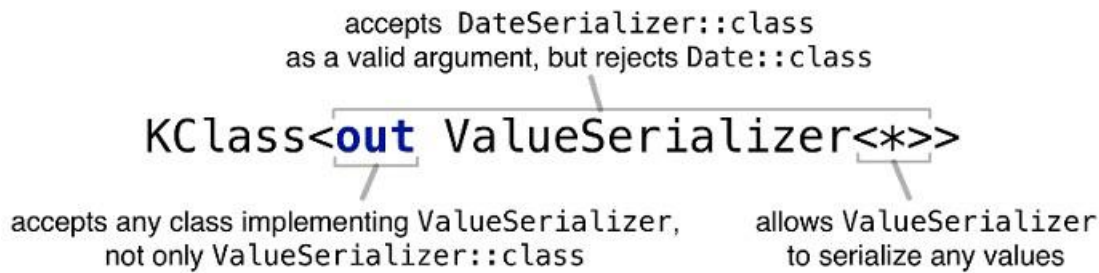 accepts DateSerializer::class
as a valid argument, but rejects Date::class
KClass<out ValueSerializer<*>>
accepts any class implementing ValueSerializer,
not only ValueSerializer::class
allows ValueSerializer
to serialize any values